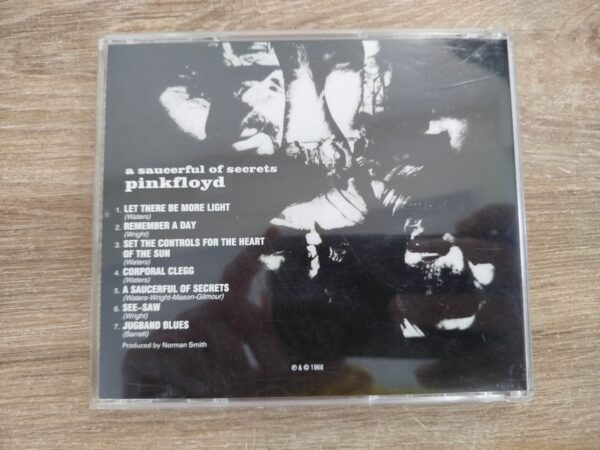 a saucerful of secrets
pinkfloyd
1. LET THERE BE MORE LIGHT
(Waters)
2. REMEMBER A DAY
(Wright)
3. SET THE CONTROLS FOR THE HEART
OF THE SUN
(Waters)
4. CORPORAL CLEGG
(Waters)
5. A SAUCERFUL OF SECRETS
(Waters-Wright-Mason-Gilmour)
6. SEE-SAW
(Wright)
7. JUGBAND BLUES
(Barrett)
Produced by Norman Smith
℗ & © 1968